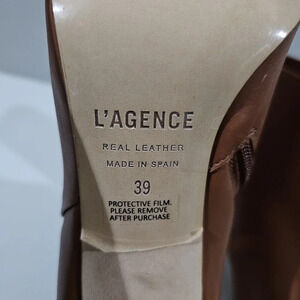 L'AGENCE
REAL LEATHER
MADE IN SPAIN
39
PROTECTIVE FILM.
PLEASE REMOVE
AFTER PURCHASE